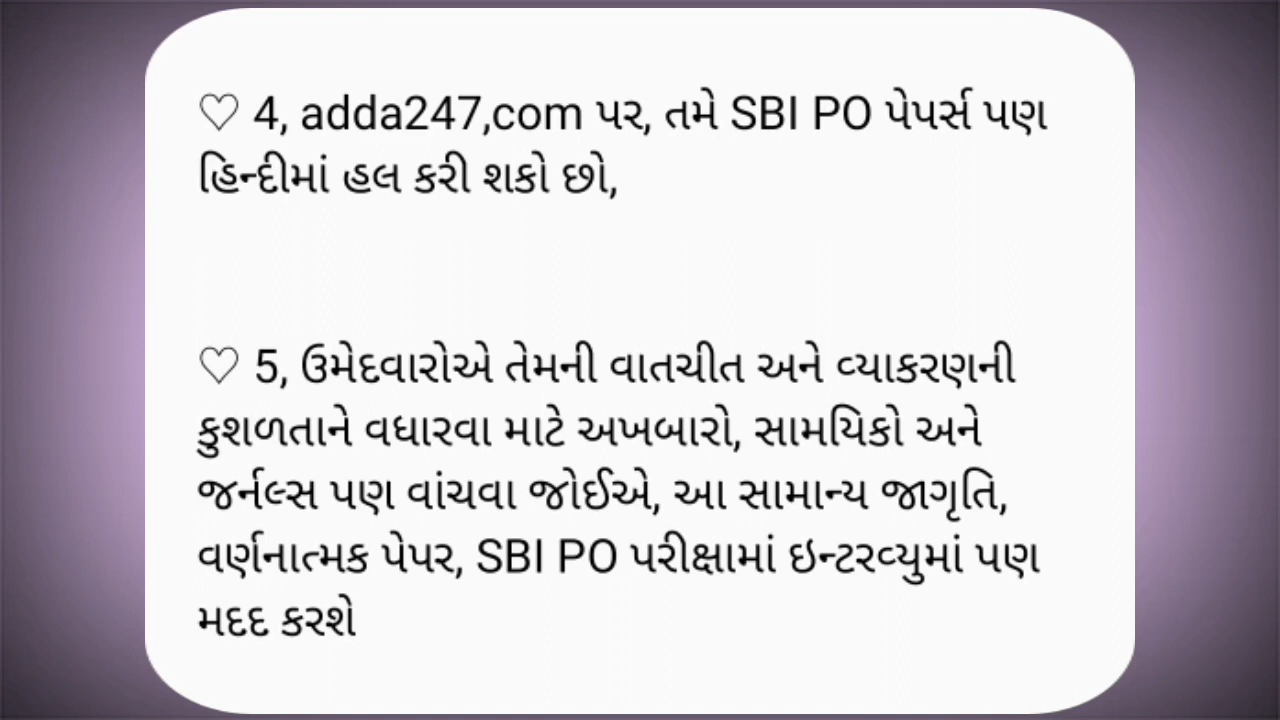 ♡ 4, adda247,com પર, તમે SBI PO પેપર્સ પણ
હિન્દીમાં હલ કરી શકો છો,
♡ 5, ઉમેદવારોએ તેમની વાતચીત અને વ્યાકરણની
કુશળતાને વધારવા માટે અખબારો, સામયિકો અને
જર્નલ્સ પણ વાંચવા જોઈએ, આ સામાન્ય જાગૃતિ,
વર્ણનાત્મક પેપર, SBI PO પરીક્ષામાં ઇન્ટરવ્યુમાં પણ
મદદ કરશે